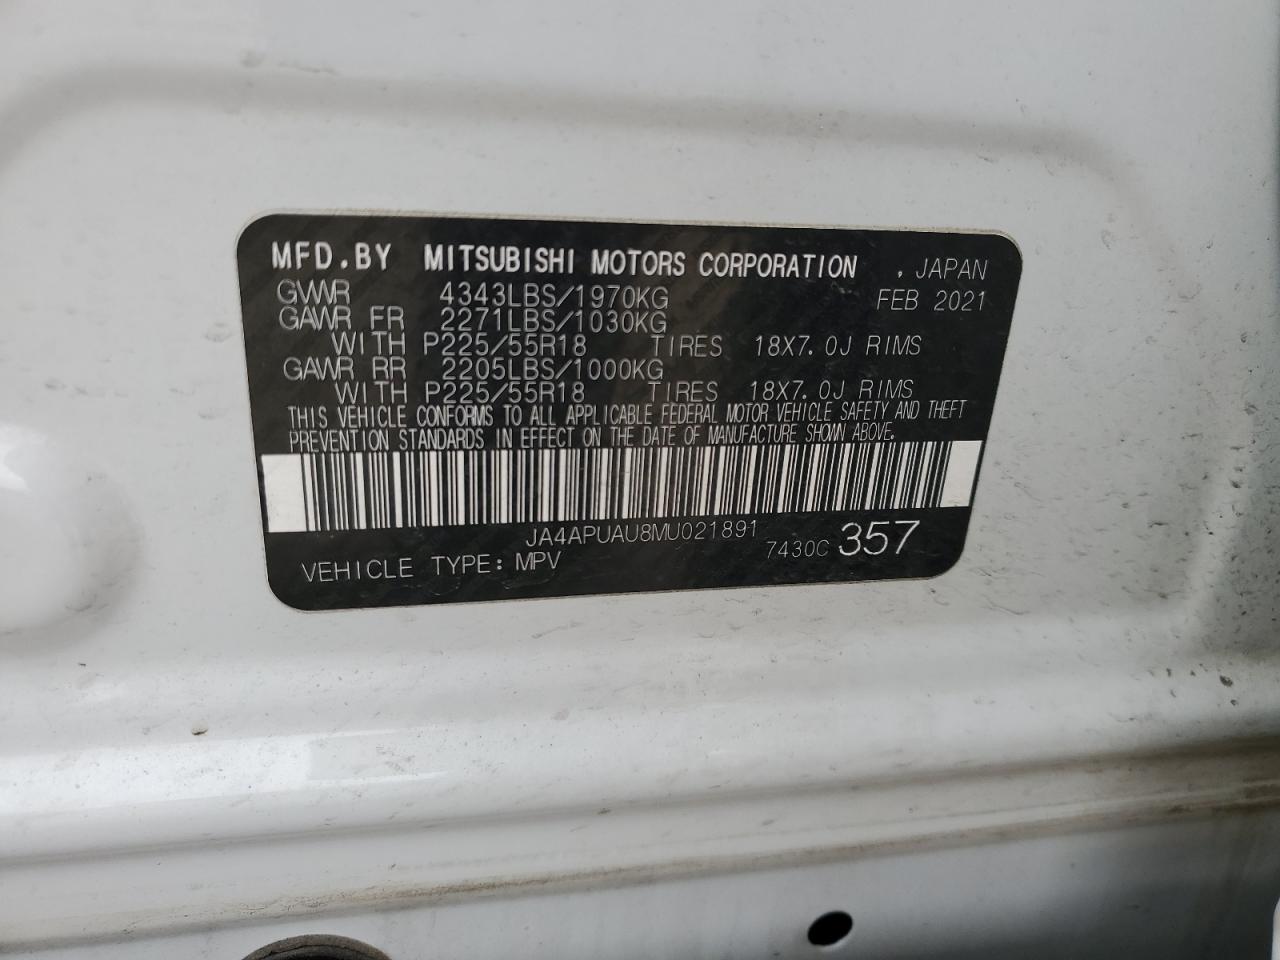 MFD.BY MITSUBISHI MOTORS CORPORATION , JAPAN
GVWR 4343LBS/1970KG FEB 2021
GAWR FR 2271LBS/1030KG
WITH P225/55R18 TIRES 18X7.0J RIMS
GAWR RR 2205LBS/1000KG
WITH P225/55R18 TIRES 18X7.0J RIMS
THIS VEHICLE CONFORMS TO ALL APPLICABLE FEDERAL MOTOR VEHICLE SAFETY AND THEFT
PREVENTION STANDARDS IN EFFECT ON THE DATE OF MANUFACTURE SHOWN ABOVE.
JA4APUAU8MU021891
VEHICLE TYPE: MPV 7430C 357